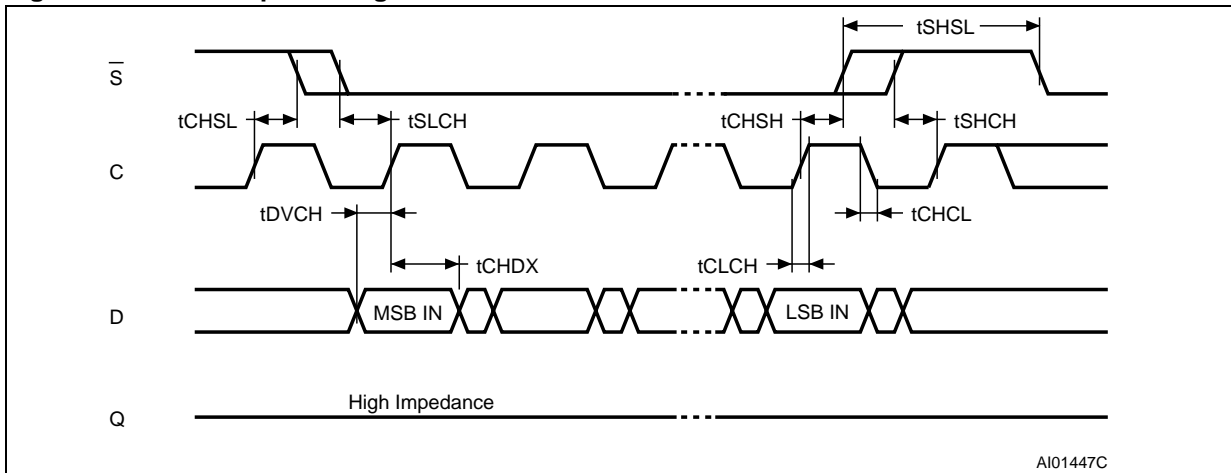 tSHSL
S
tCHSL
tSLCH
tCHSH
tSHCH
C
tDVCH
tCHCL
tCHDX
tCLCH
D
MSB IN
LSB IN
High Impedance
Q
AI01447C